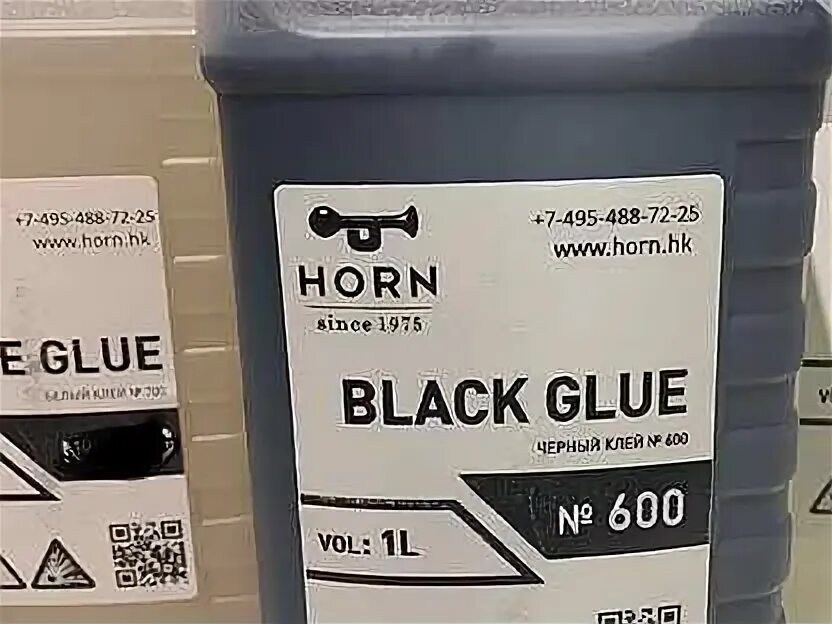 +7-495-488-72-25
www.horn.hk
E GLUE
HORN
since 1975
+7-495-488-72-25
www.horn.hk
BLACK GLUE
ЧЕРНЫЙ КЛЕЙ № 600
№ 600
VOL: 1L